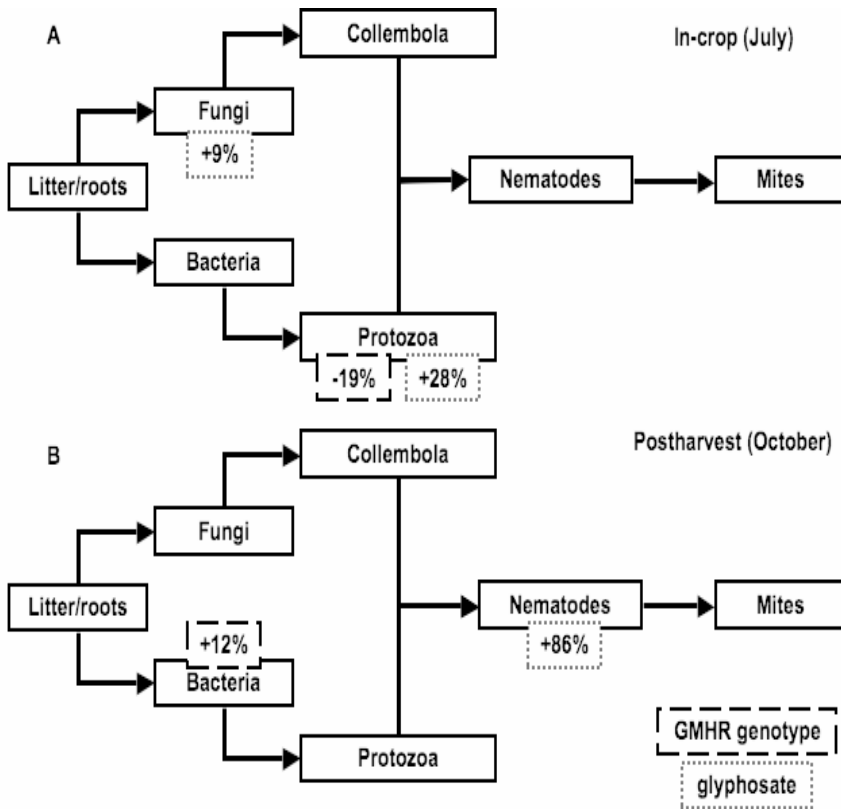 A
Collembola
In-crop (July)
Fungi
+9%
Litter/roots
Nematodes
Mites
Bacteria
Protozoa
-19%
+28%
B
Collembola
Postharvest (October)
Fungi
Litter/roots
Nematodes
Mites
+86%
+12%
Bacteria
Protozoa
GMHR genotype
glyphosate